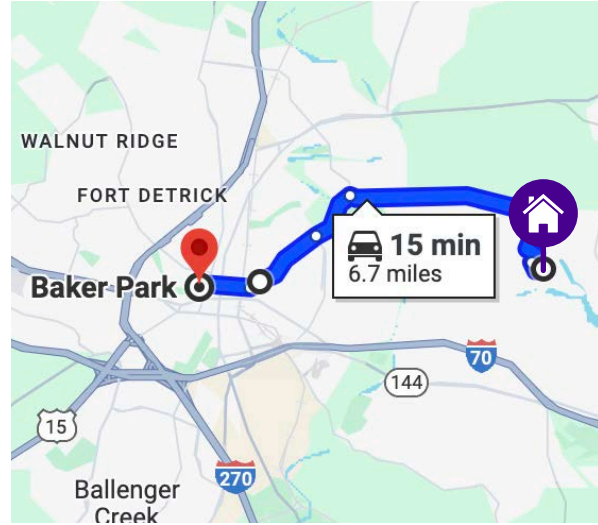 WALNUT RIDGE
FORT DETRICK
15 min
6.7 miles
Baker Park
70
144
15
270
Ballenger
Creek